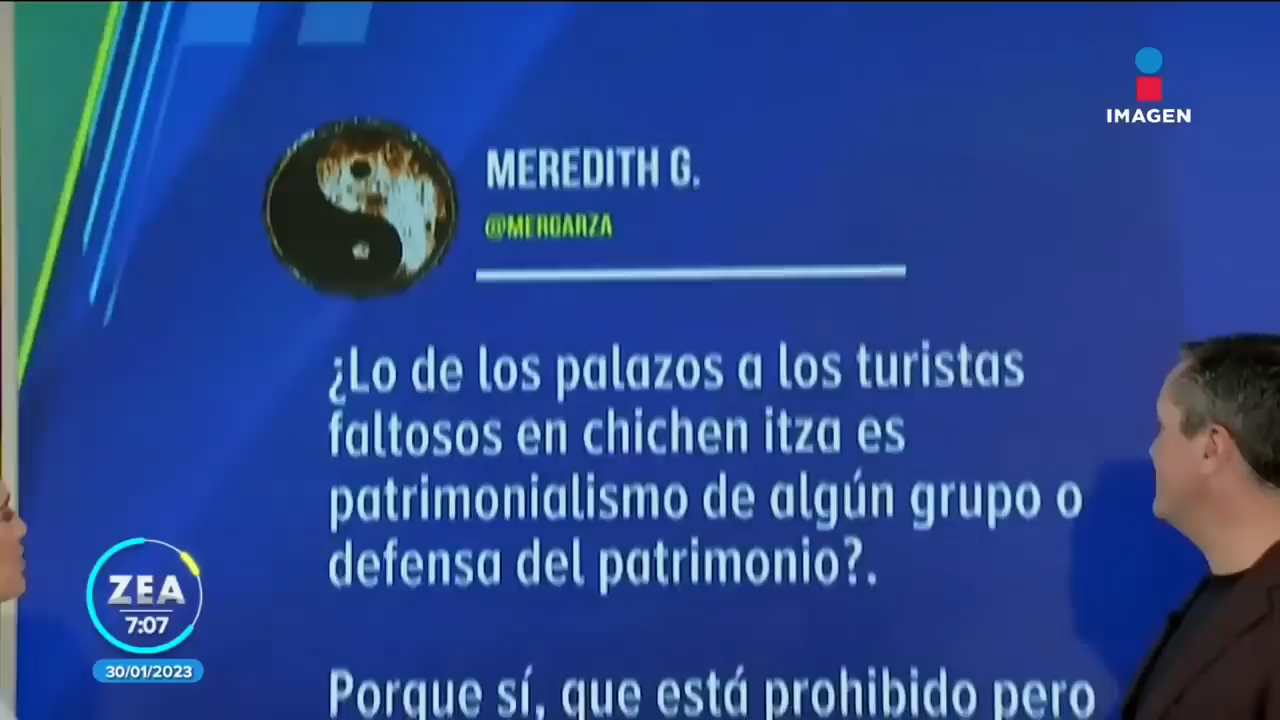 IMAGEN
MEREDITH G.
@MERGARZA
¿Lo de los palazos a los turistas
faltosos en chichen itza es
patrimonialismo de algún grupo o
defensa del patrimonio?.
Porque sí, que está prohibido pero
ZEA
7:07
30/01/2023